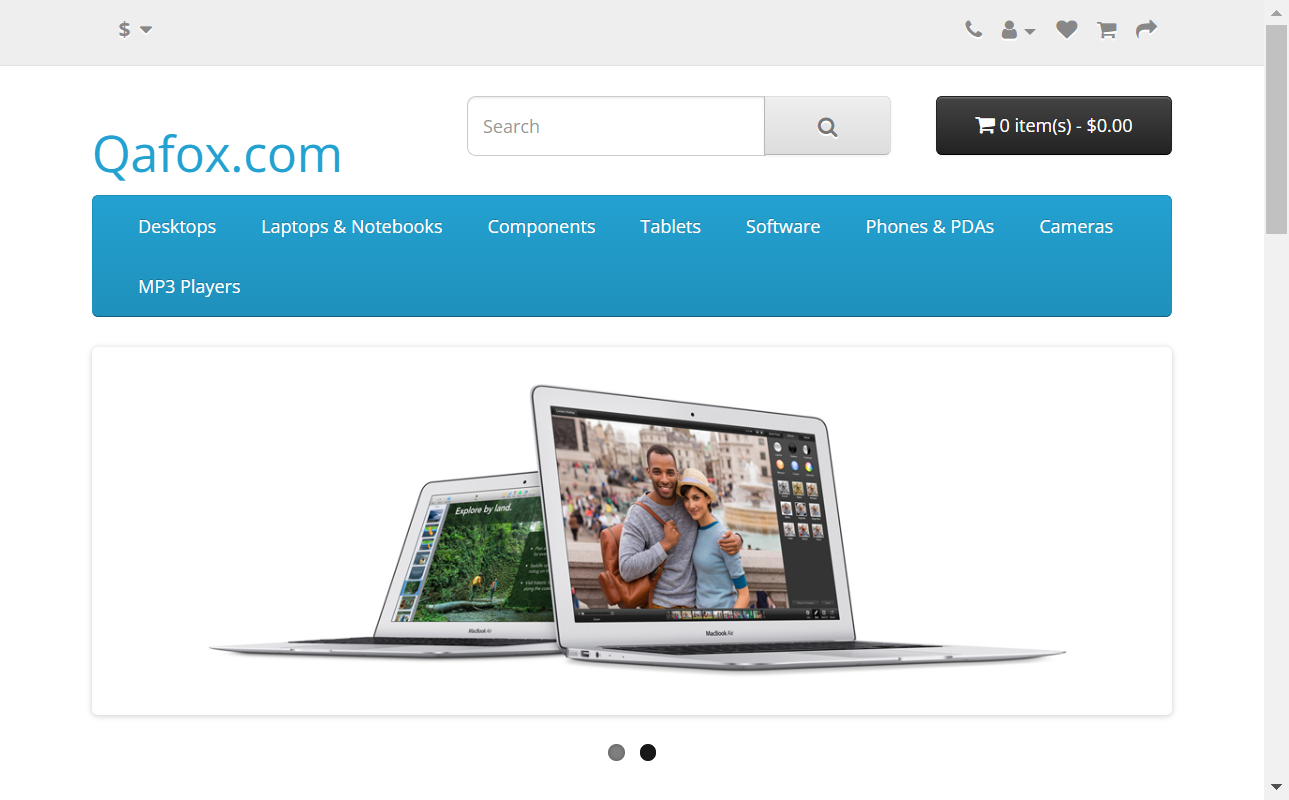 $
Search
0 item(s) - $0.00
Qafox.com
Desktops
Laptops & Notebooks
Components
Tablets
Software
Phones & PDAs
Cameras
MP3 Players
Explore by land.
MacBook Air
MacBook Air